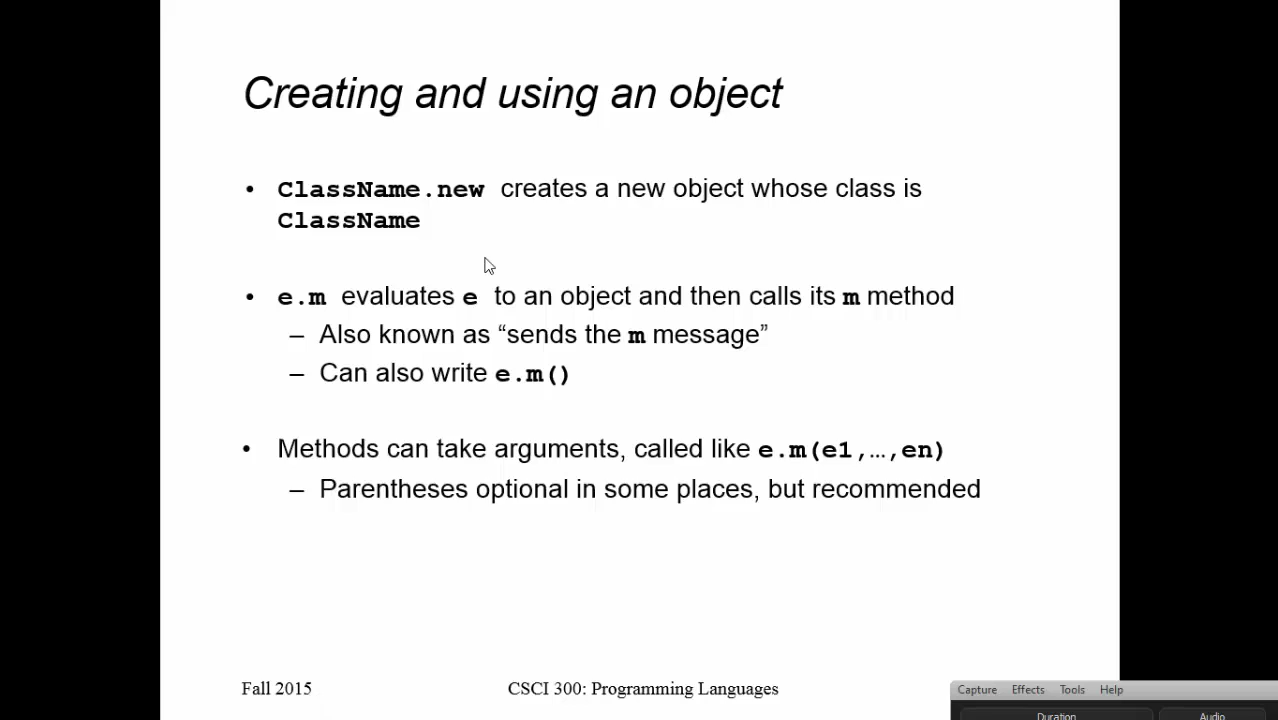 Creating and using an object
• ClassName.new creates a new object whose class is
ClassName
• e.m evaluates e to an object and then calls its m method
– Also known as “sends the m message”
– Can also write e.m()
• Methods can take arguments, called like e.m(e1,…,en)
– Parentheses optional in some places, but recommended
Fall 2015 CSCI 300: Programming Languages
Capture Effects Tools Help
Duration Audio